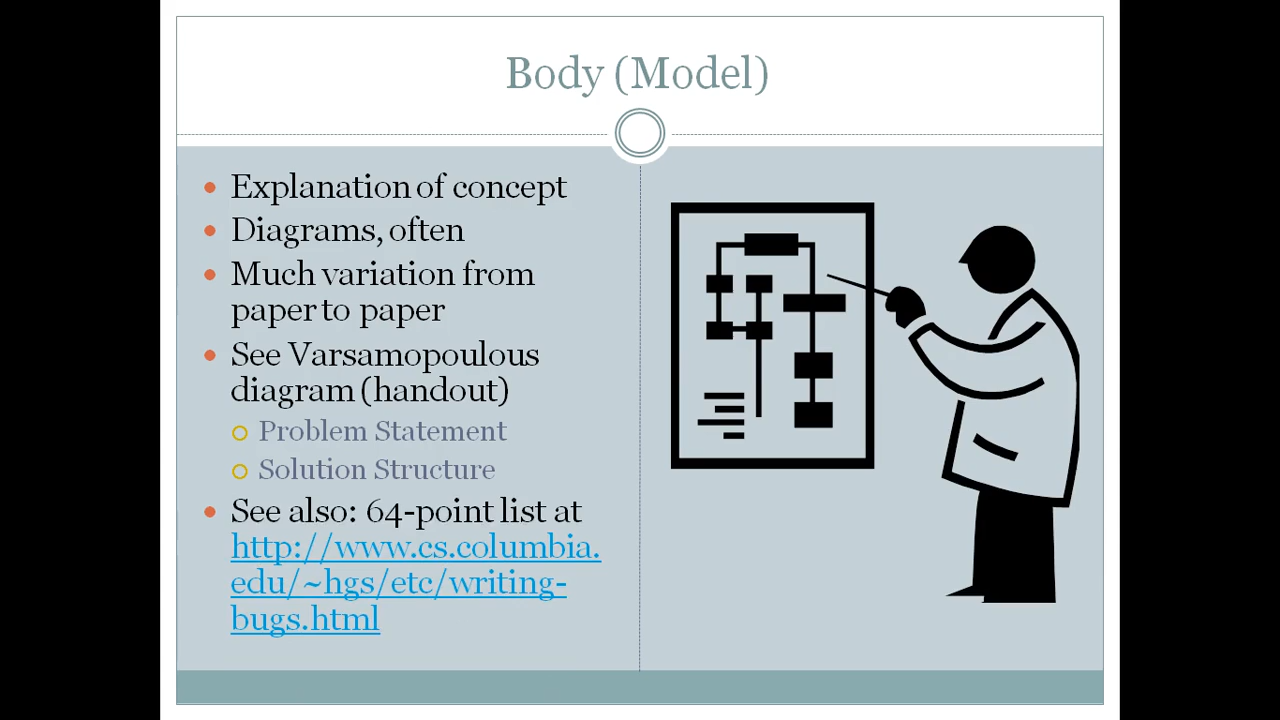 Body (Model)
Explanation of concept
Diagrams, often
Much variation from
paper to paper
See Varsamopoulous
diagram (handout)
Problem Statement
Solution Structure
See also: 64-point list at
http://www.cs.columbia.
edu/~hgs/etc/writing-
bugs.html